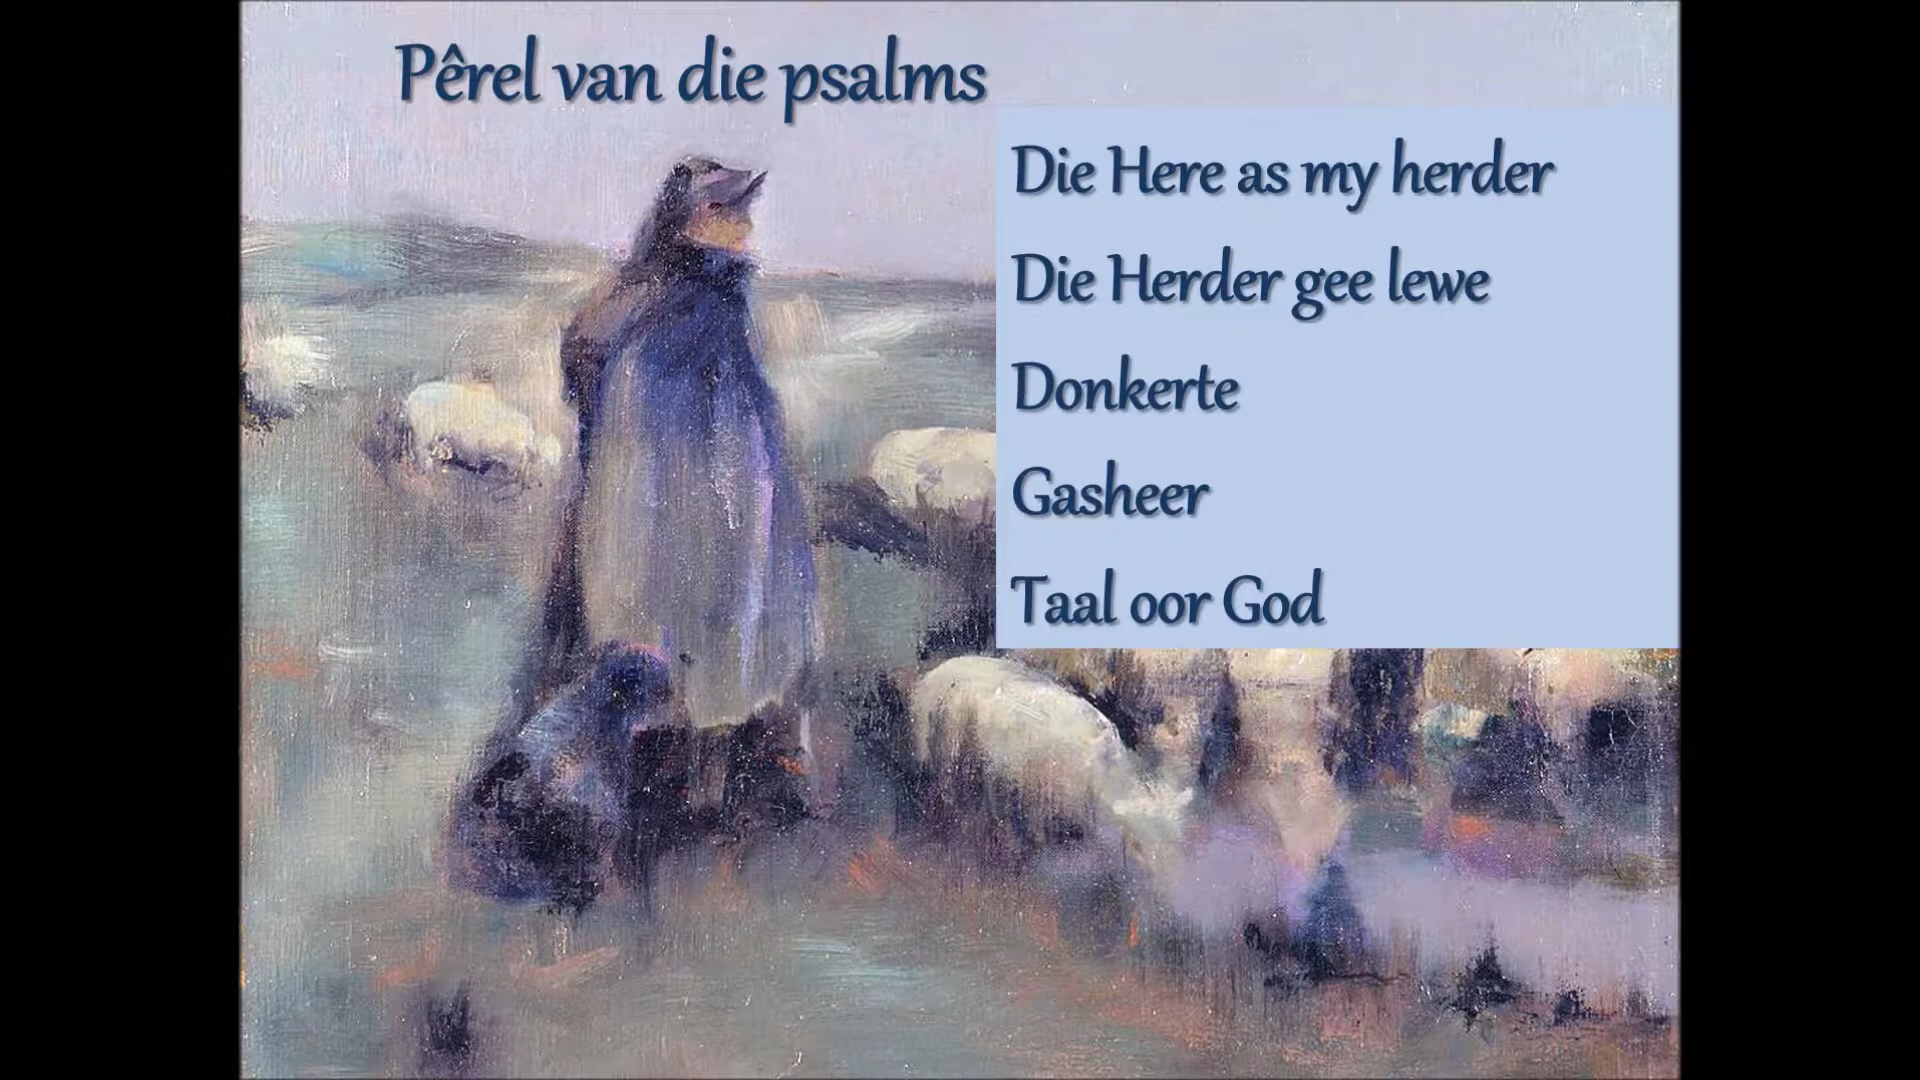 Pêrel van die psalms
Die Here as my herder
Die Herder gee lewe
Donkerte
Gasheer
Taal oor God